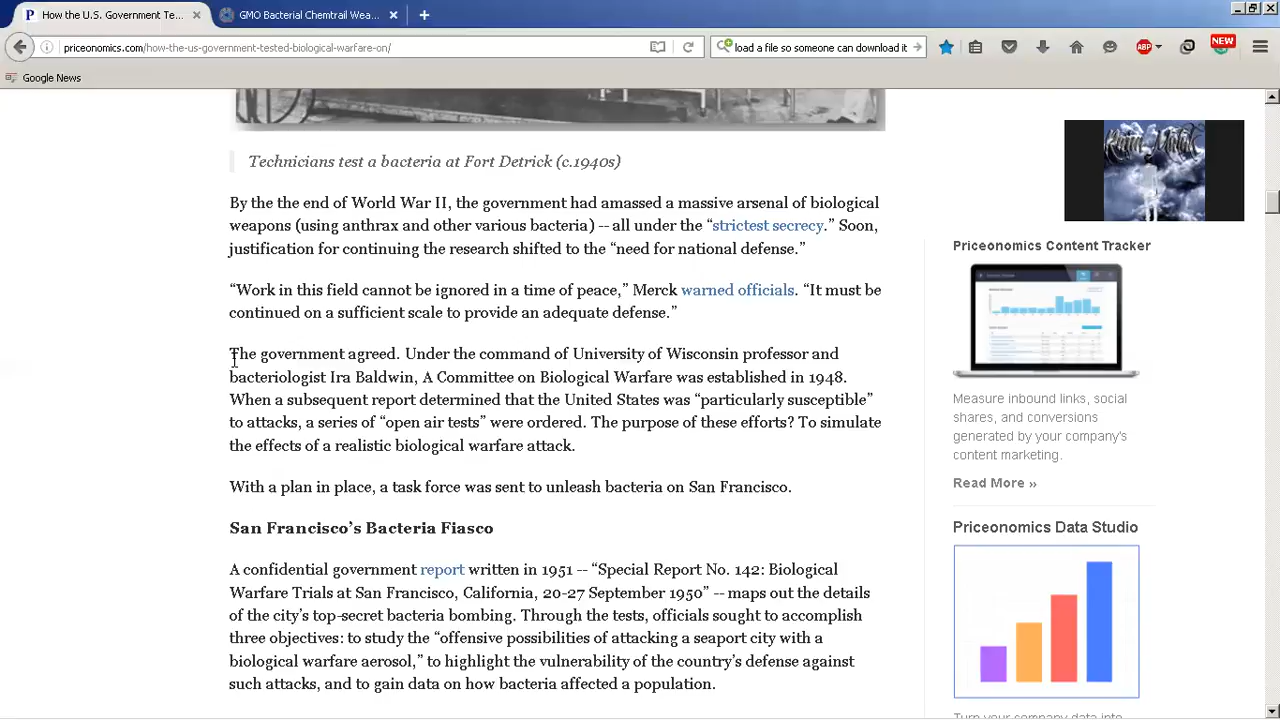 How the U.S. Government Te...
GMO Bacterial Chemtrail Wea...
priceonomics.com/how-the-us-government-tested-biological-warfare-on/
load a file so someone can download it
ABP
NEW
Google News
Technicians test a bacteria at Fort Detrick (c.1940s)
By the the end of World War II, the government had amassed a massive arsenal of biological
weapons (using anthrax and other various bacteria) -- all under the “strictest secrecy.” Soon,
justification for continuing the research shifted to the “need for national defense.”
“Work in this field cannot be ignored in a time of peace,” Merck warned officials. “It must be
continued on a sufficient scale to provide an adequate defense.”
The government agreed. Under the command of University of Wisconsin professor and
bacteriologist Ira Baldwin, A Committee on Biological Warfare was established in 1948.
When a subsequent report determined that the United States was “particularly susceptible”
to attacks, a series of “open air tests” were ordered. The purpose of these efforts? To simulate
the effects of a realistic biological warfare attack.
With a plan in place, a task force was sent to unleash bacteria on San Francisco.
San Francisco’s Bacteria Fiasco
A confidential government report written in 1951 -- “Special Report No. 142: Biological
Warfare Trials at San Francisco, California, 20-27 September 1950” -- maps out the details
of the city’s top-secret bacteria bombing. Through the tests, officials sought to accomplish
three objectives: to study the “offensive possibilities of attacking a seaport city with a
biological warfare aerosol,” to highlight the vulnerability of the country’s defense against
such attacks, and to gain data on how bacteria affected a population.
Priceonomics Content Tracker
Measure inbound links, social
shares, and conversions
generated by your company's
content marketing.
Read More »
Priceonomics Data Studio
Turn your company data into